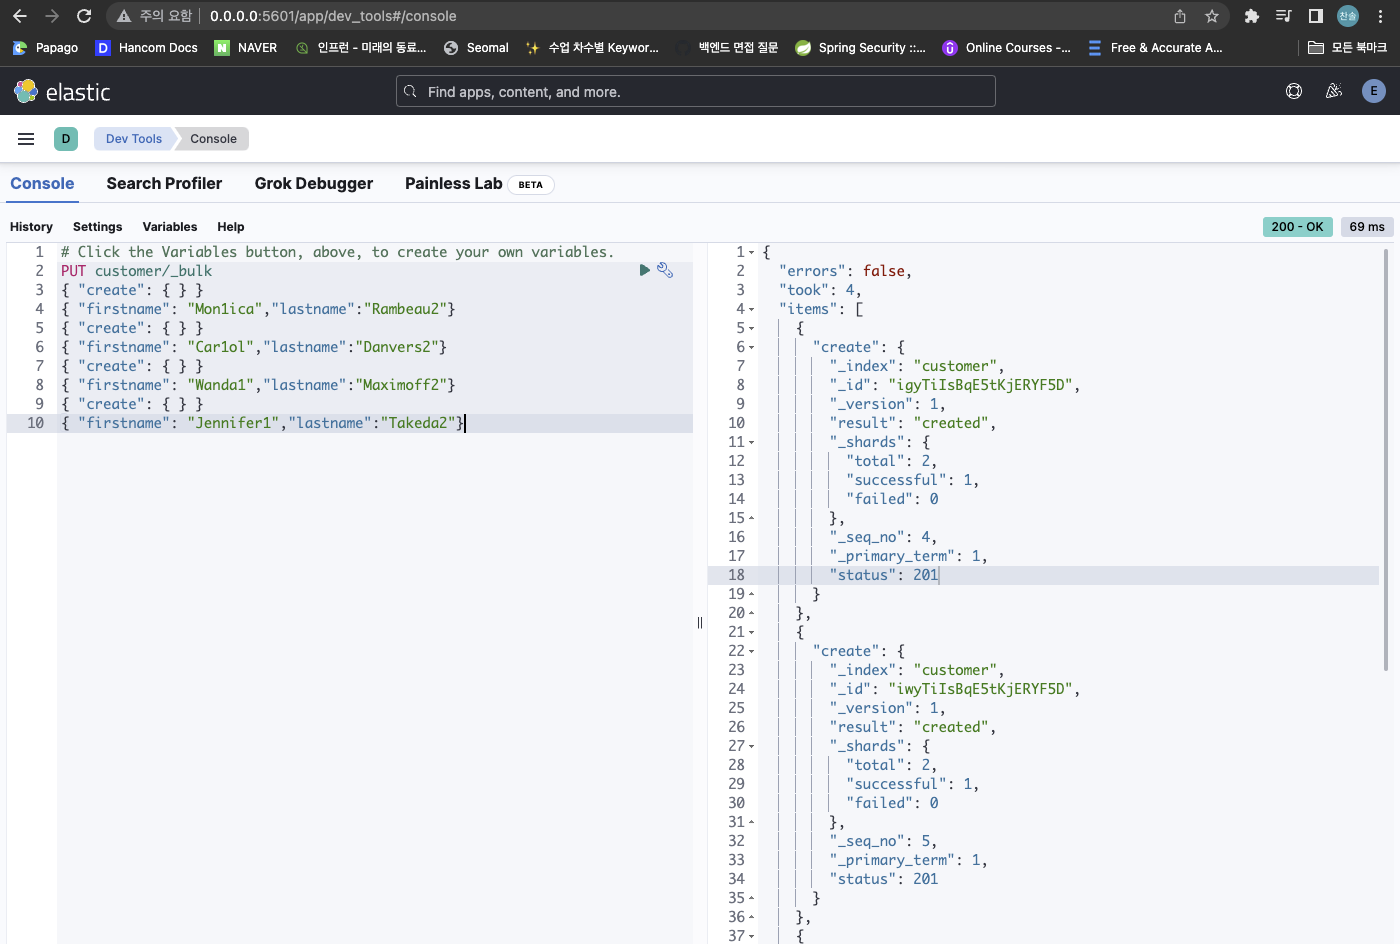 주의 요함
0.0.0.0:5601/app/dev_tools#/console
찬솔
Papago
Hancom Docs
NAVER
인프런 - 미래의 동료...
Seomal
수업 차수별 Keywor...
백엔드 면접 질문
Spring Security ::...
Online Courses -...
Free & Accurate A...
모든 북마크
elastic
Find apps, content, and more.
E
D
Dev Tools
Console
Console
Search Profiler
Grok Debugger
Painless Lab
BETA
History
Settings
Variables
Help
200 - OK
69 ms
1 # Click the Variables button, above, to create your own variables.
2 PUT customer/_bulk
3 { "create": { } }
4 { "firstname": "Mon1ica","lastname":"Rambeau2"}
5 { "create": { } }
6 { "firstname": "Car1ol","lastname":"Danvers2"}
7 { "create": { } }
8 { "firstname": "Wanda1","lastname":"Maximoff2"}
9 { "create": { } }
10 { "firstname": "Jennifer1","lastname":"Takeda2"}
1 {
2 "errors": false,
3 "took": 4,
4 "items": [
5 {
6 "create": {
7 "_index": "customer",
8 "_id": "igyTiIsBqE5tKjERYF5D",
9 "_version": 1,
10 "result": "created",
11 "_shards": {
12 "total": 2,
13 "successful": 1,
14 "failed": 0
15 },
16 "_seq_no": 4,
17 "_primary_term": 1,
18 "status": 201
19 }
20 },
21 {
22 "create": {
23 "_index": "customer",
24 "_id": "iwyTiIsBqE5tKjERYF5D",
25 "_version": 1,
26 "result": "created",
27 "_shards": {
28 "total": 2,
29 "successful": 1,
30 "failed": 0
31 },
32 "_seq_no": 5,
33 "_primary_term": 1,
34 "status": 201
35 }
36 },
37 {